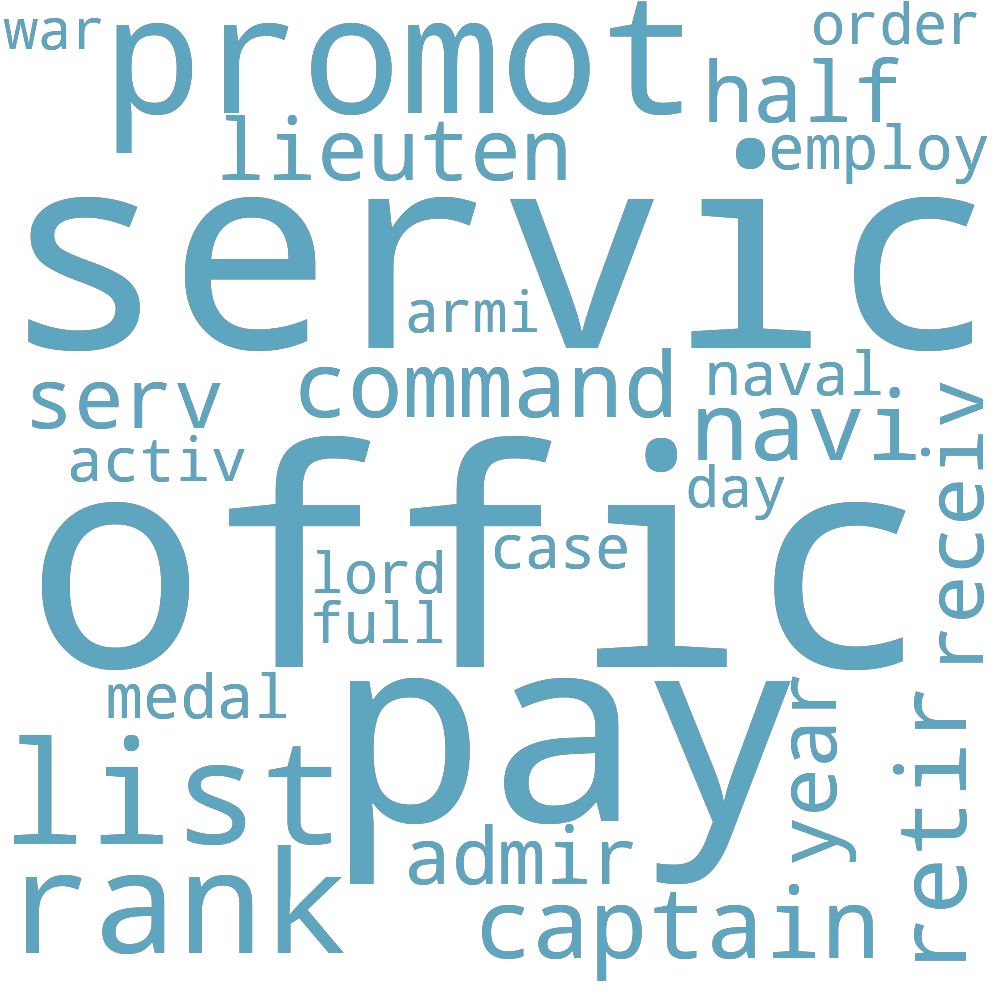 war
promot
order
half
lieuten
employ
servic
armi
command
naval
serv
navi
receiv
activ
offic
day
case
lord
full
medal
pay
year
retir
list
admir
rank
captain